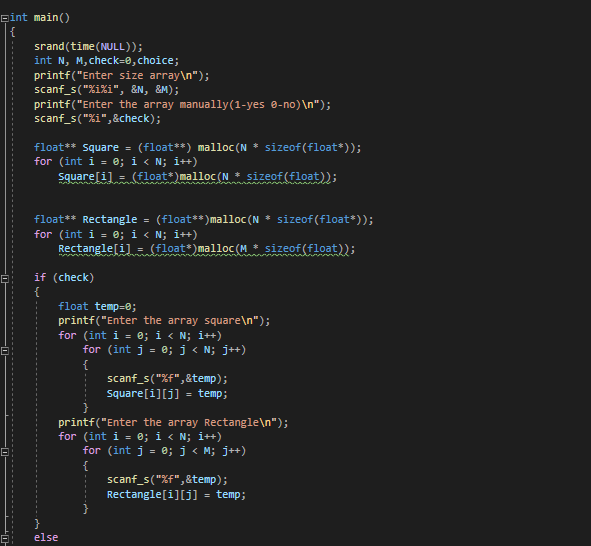 int main()
{
srand(time(NULL));
int N, M,check=0,choice;
printf("Enter size array\n");
scanf_s("%i%i", &N, &M);
printf("Enter the array manually(1-yes 0-no)\n");
scanf_s("%i",&check);
float** Square = (float**) malloc(N * sizeof(float*));
for (int i = 0; i < N; i++)
Square[i] = (float*)malloc(N * sizeof(float));
float** Rectangle = (float**)malloc(N * sizeof(float*));
for (int i = 0; i < N; i++)
Rectangle[i] = (float*)malloc(M * sizeof(float));
if (check)
{
float temp=0;
printf("Enter the array square\n");
for (int i = 0; i < N; i++)
for (int j = 0; j < N; j++)
{
scanf_s("%f",&temp);
Square[i][j] = temp;
}
printf("Enter the array Rectangle\n");
for (int i = 0; i < N; i++)
for (int j = 0; j < M; j++)
{
scanf_s("%f",&temp);
Rectangle[i][j] = temp;
}
}
else